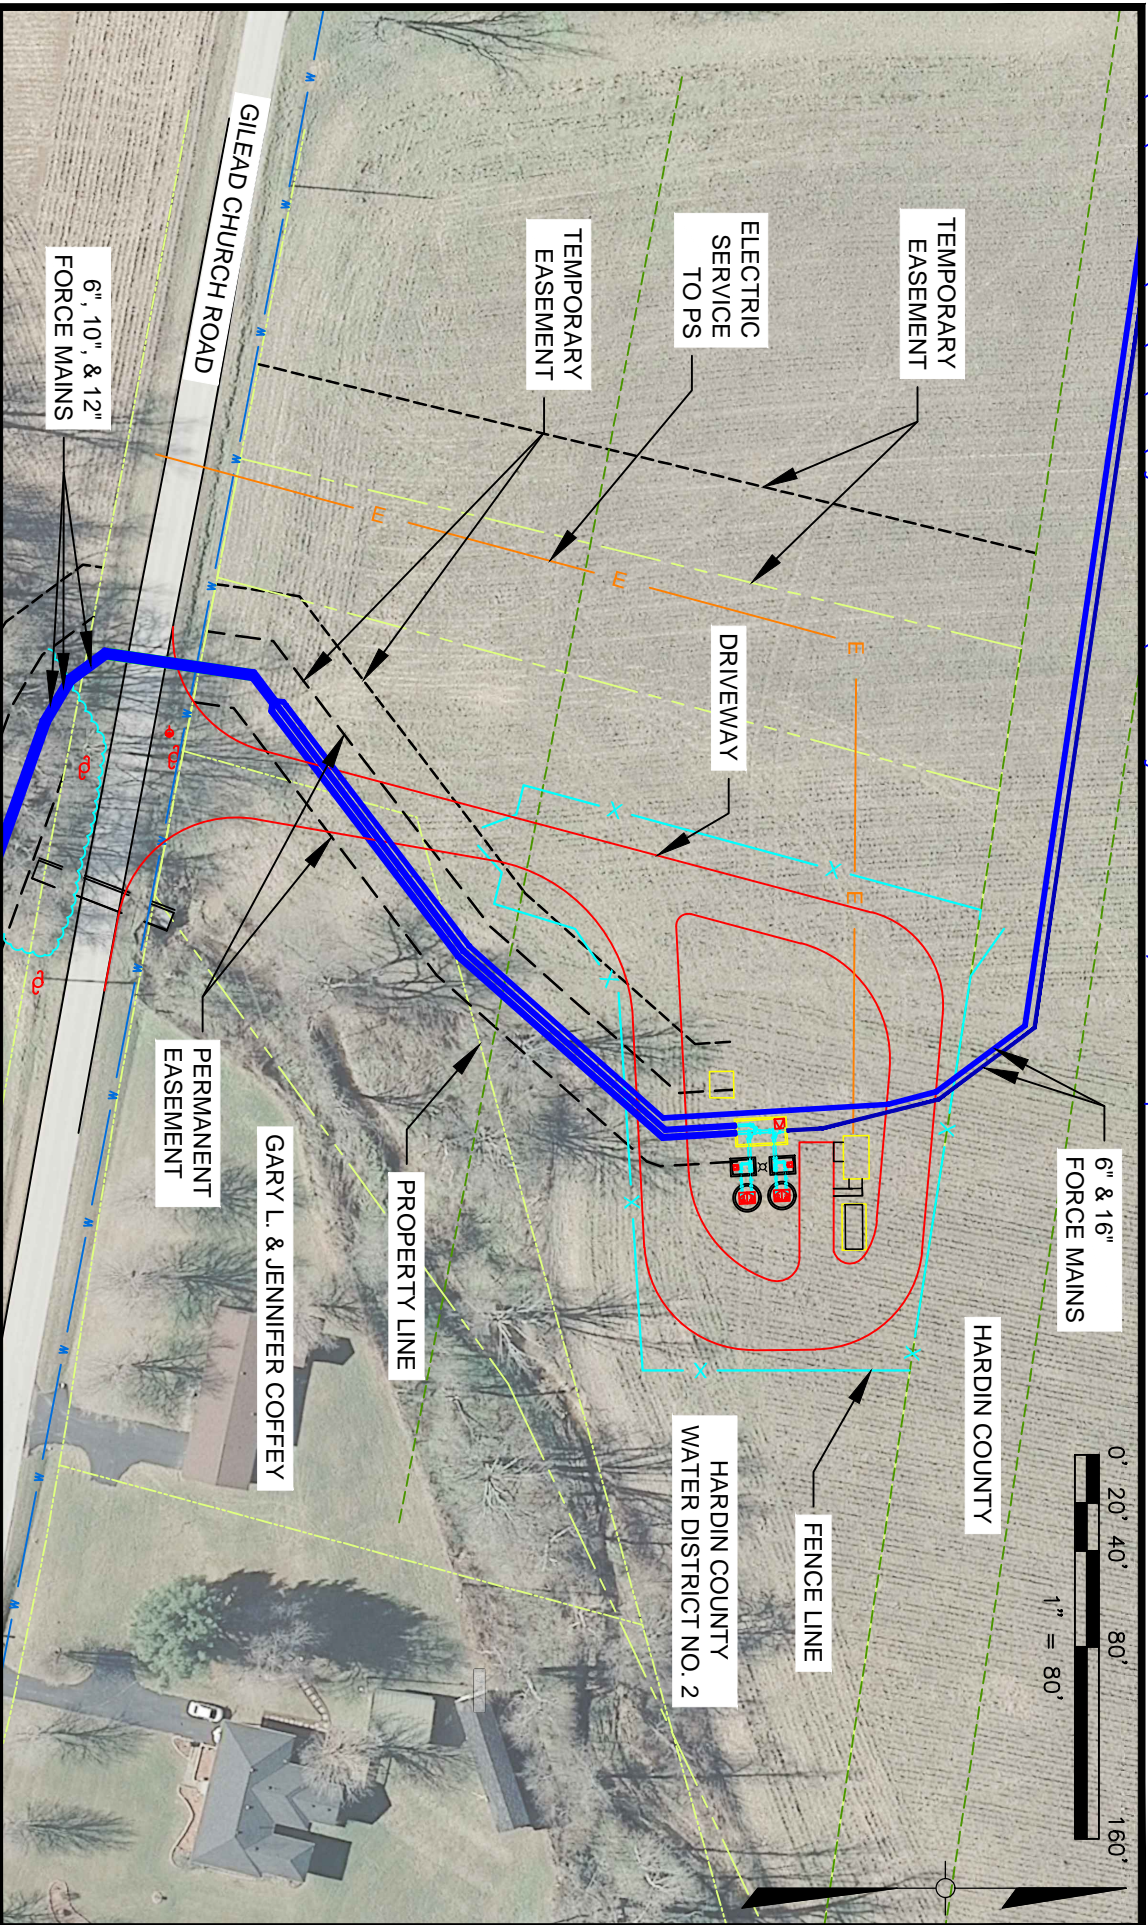 6" & 16"
FORCE MAINS
HARDIN COUNTY
0' 20' 40' 80' 160'
1" = 80'
TEMPORARY
EASEMENT
ELECTRIC
SERVICE
TO PS
TEMPORARY
EASEMENT
DRIVEWAY
FENCE LINE
HARDIN COUNTY
WATER DISTRICT NO. 2
PROPERTY LINE
GARY L. & JENNIFER COFFEY
PERMANENT
EASEMENT
GILEAD CHURCH ROAD
6", 10", & 12"
FORCE MAINS
E
E
E
E
X
X
X
X
X
X
X
W
W
W
W
W
W
W
W
W
W
W
W
W